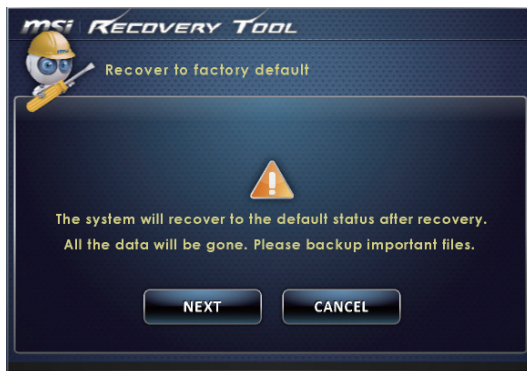 msi RECOVERY TOOL
Recover to factory default
The system will recover to the default status after recovery.
All the data will be gone. Please backup important files.
NEXT CANCEL